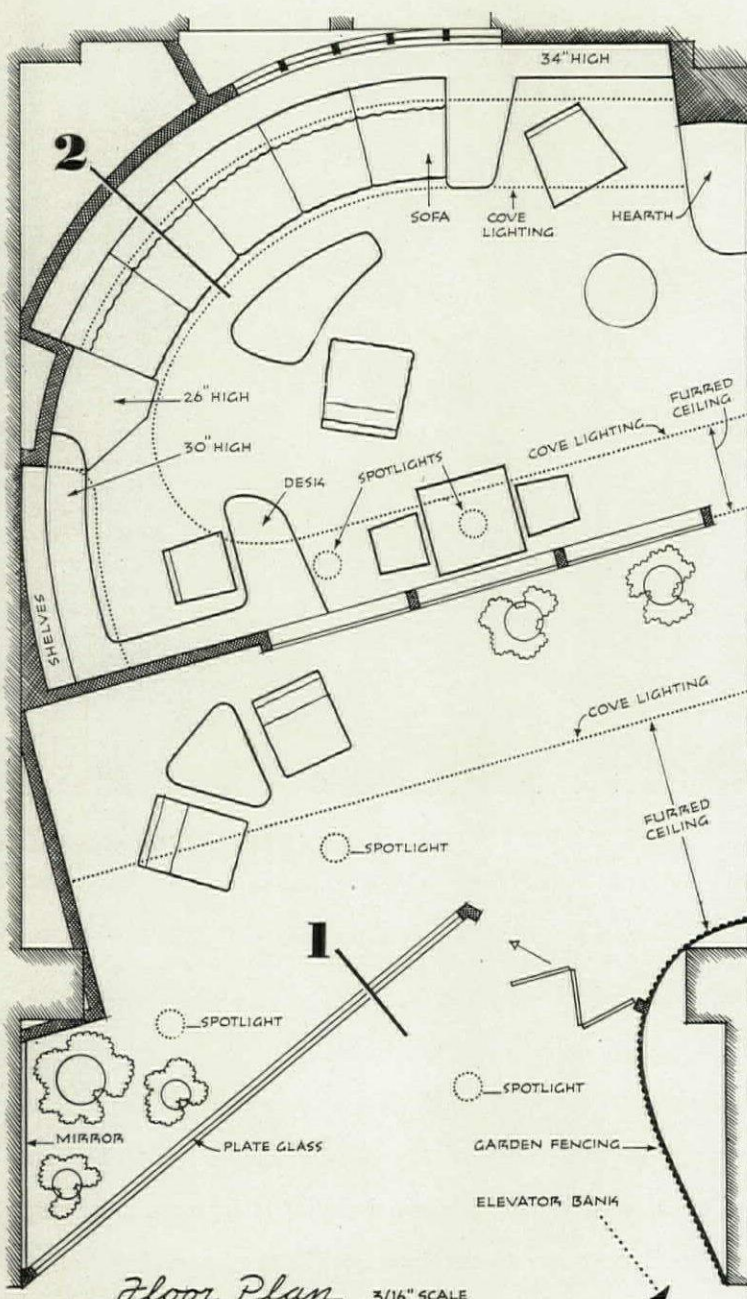 34" HIGH
2
SOFA
COVE
LIGHTING
HEARTH
26" HIGH
30" HIGH
FURRED
CEILING
COVE LIGHTING
SPOTLIGHTS
DESK
SHELVES
COVE LIGHTING
FURRED
CEILING
SPOTLIGHT
1
SPOTLIGHT
SPOTLIGHT
MIRROR
PLATE GLASS
GARDEN FENCING
ELEVATOR BANK
Floor Plan 3/16" SCALE